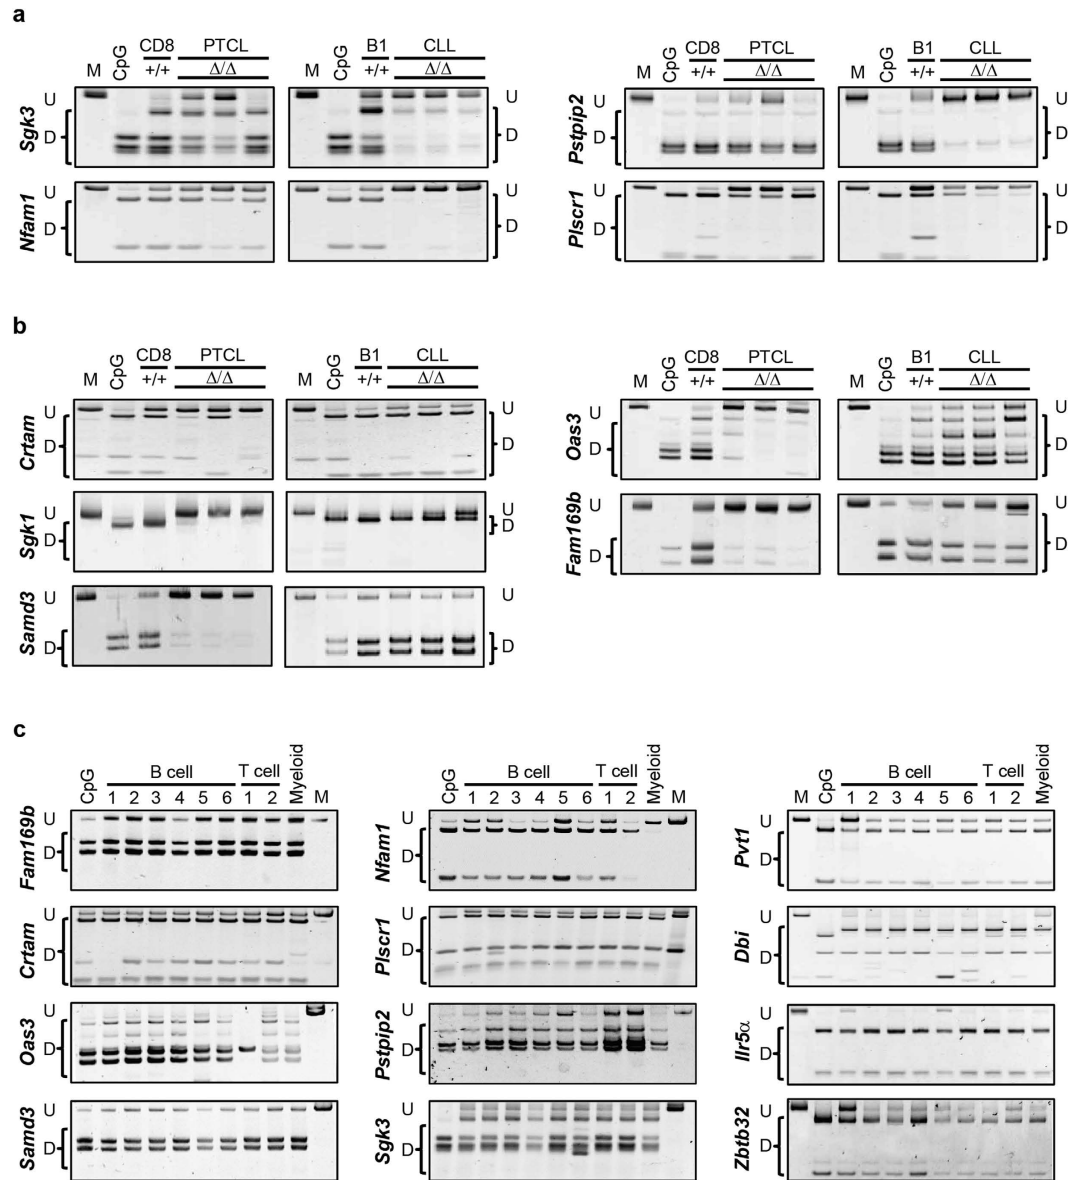 a
M CpG CD8 +/+ PTCL Δ/Δ
CpG B1 +/+ CLL Δ/Δ
Sgk3 U D
U D
Nfam1 U D
U D
M CpG CD8 +/+ PTCL Δ/Δ
M CpG B1 +/+ CLL Δ/Δ
Pstpip2 U D
U D
Plscr1 U D
U D
b
M CpG CD8 +/+ PTCL Δ/Δ
M CpG B1 +/+ CLL Δ/Δ
Crtam U D
U D
Sgk1 U D
U D
Samd3 U D
U D
M CpG CD8 +/+ PTCL Δ/Δ
M CpG B1 +/+ CLL Δ/Δ
Oas3 U D
U D
Fam169b U D
U D
c
CpG B cell T cell Myeloid
1 2 3 4 5 6 1 2 M
Fam169b U D
Crtam U D
Oas3 U D
Samd3 U D
CpG B cell T cell Myeloid
1 2 3 4 5 6 1 2 M
Nfam1 U D
Plscr1 U D
Pstpip2 U D
Sgk3 U D
M CpG B cell T cell Myeloid
1 2 3 4 5 6 1 2
Pvt1 U D
Dbi U D
Ilr5α U D
Zbtb32 U D